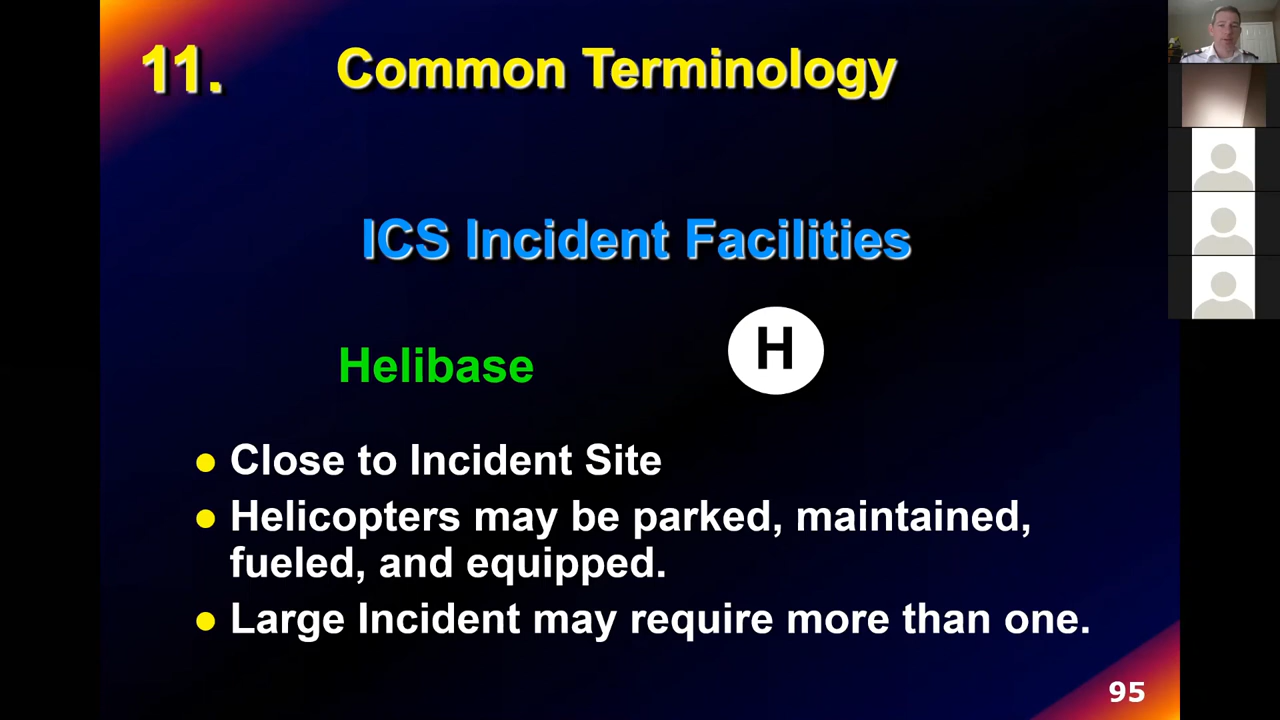 11. Common Terminology
ICS Incident Facilities
Helibase H
● Close to Incident Site
● Helicopters may be parked, maintained,
fueled, and equipped.
● Large Incident may require more than one.
95